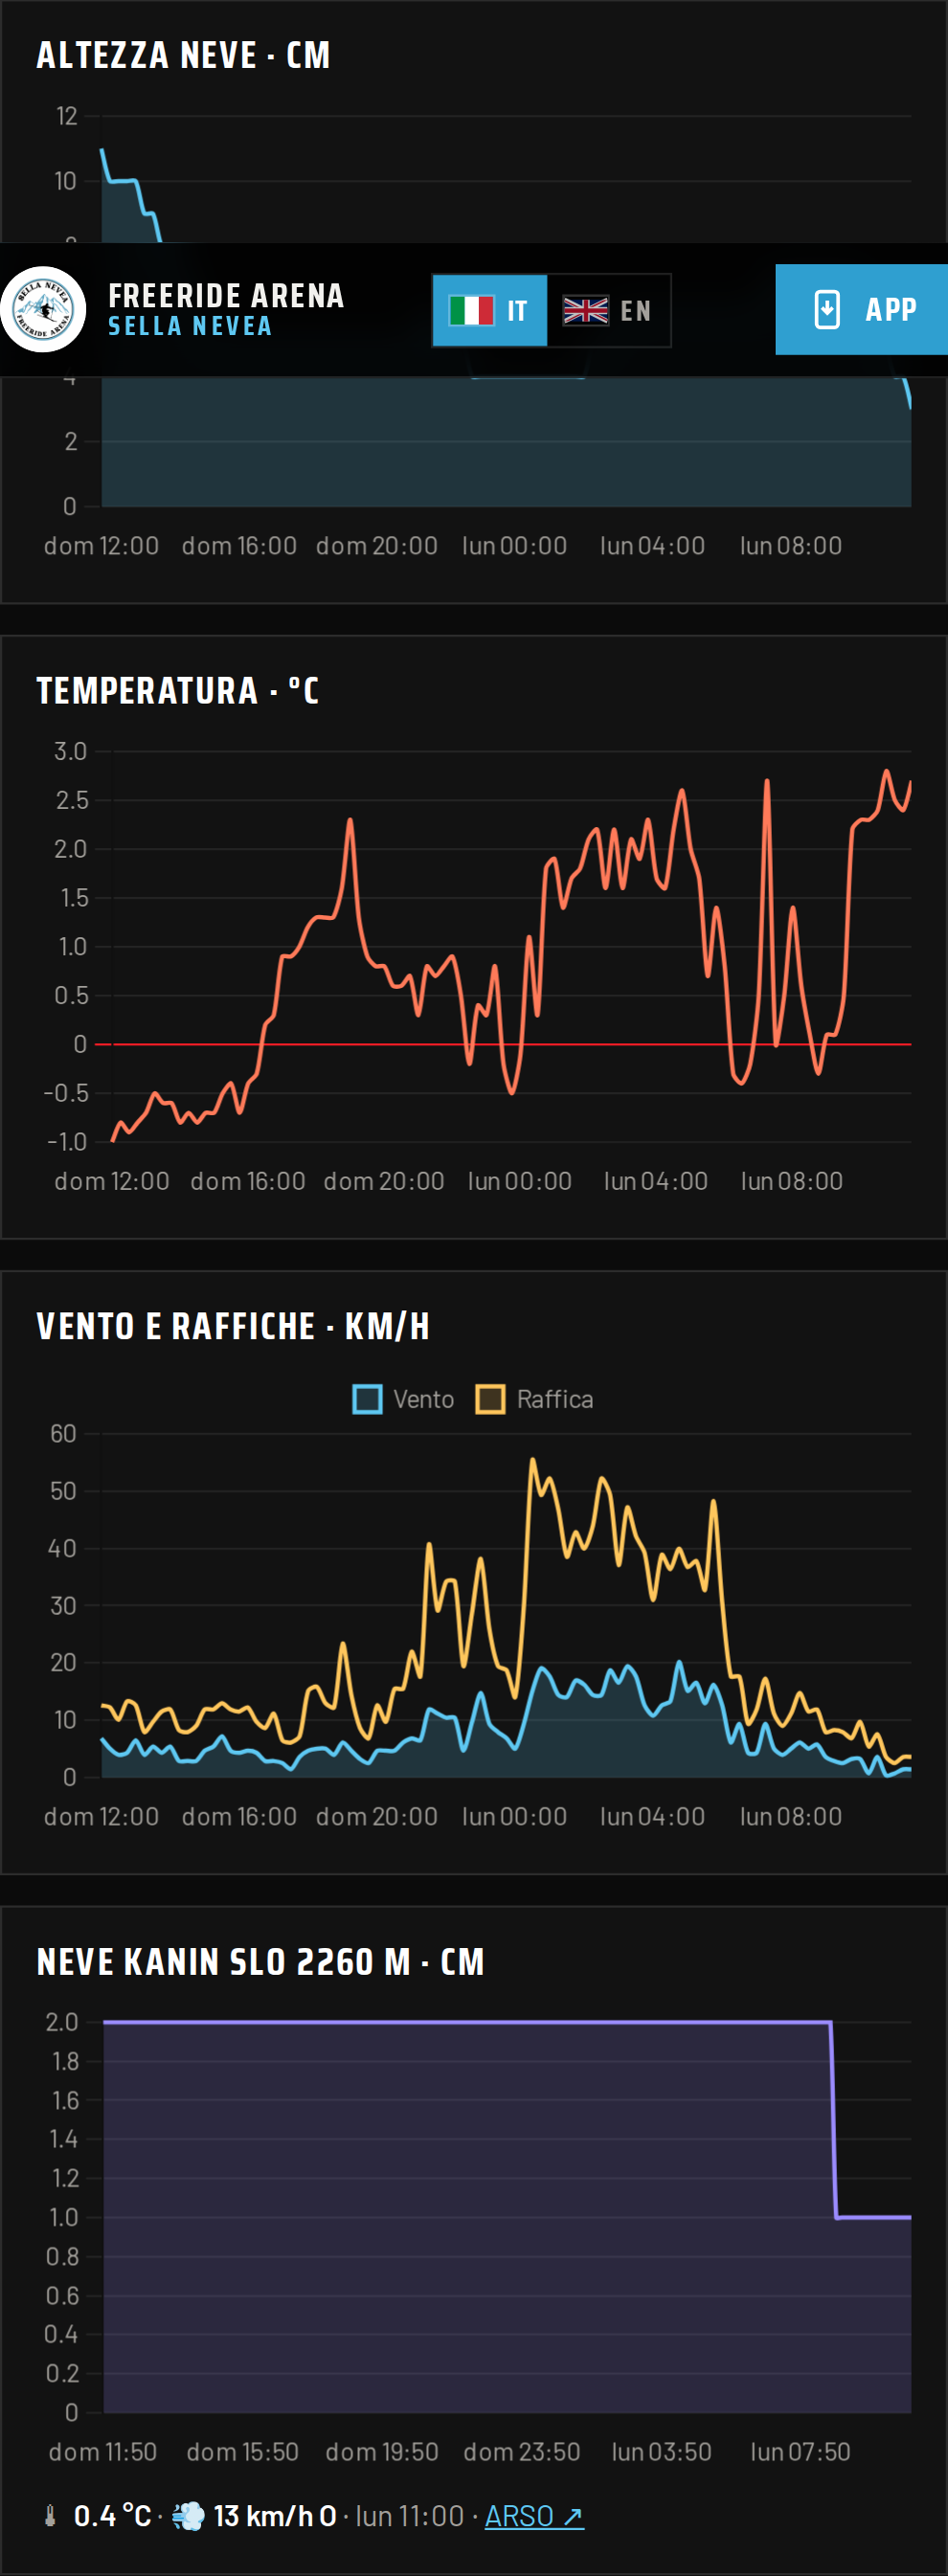 ALTEZZA NEVE · CM
12
10
BELLA NEVEA
FREERIDE ARENA
FREERIDE ARENA
SELLA NEVEA
IT
EN
APP
4
2
0
dom 12:00 dom 16:00 dom 20:00 lun 00:00 lun 04:00 lun 08:00
TEMPERATURA · °C
3.0
2.5
2.0
1.5
1.0
0.5
0
-0.5
-1.0
dom 12:00 dom 16:00 dom 20:00 lun 00:00 lun 04:00 lun 08:00
VENTO E RAFFICHE · KM/H
Vento Raffica
60
50
40
30
20
10
0
dom 12:00 dom 16:00 dom 20:00 lun 00:00 lun 04:00 lun 08:00
NEVE KANIN SLO 2260 M · CM
2.0
1.8
1.6
1.4
1.2
1.0
0.8
0.6
0.4
0.2
0
dom 11:50 dom 15:50 dom 19:50 dom 23:50 lun 03:50 lun 07:50
0.4 °C · 13 km/h O · lun 11:00 · ARSO ↗